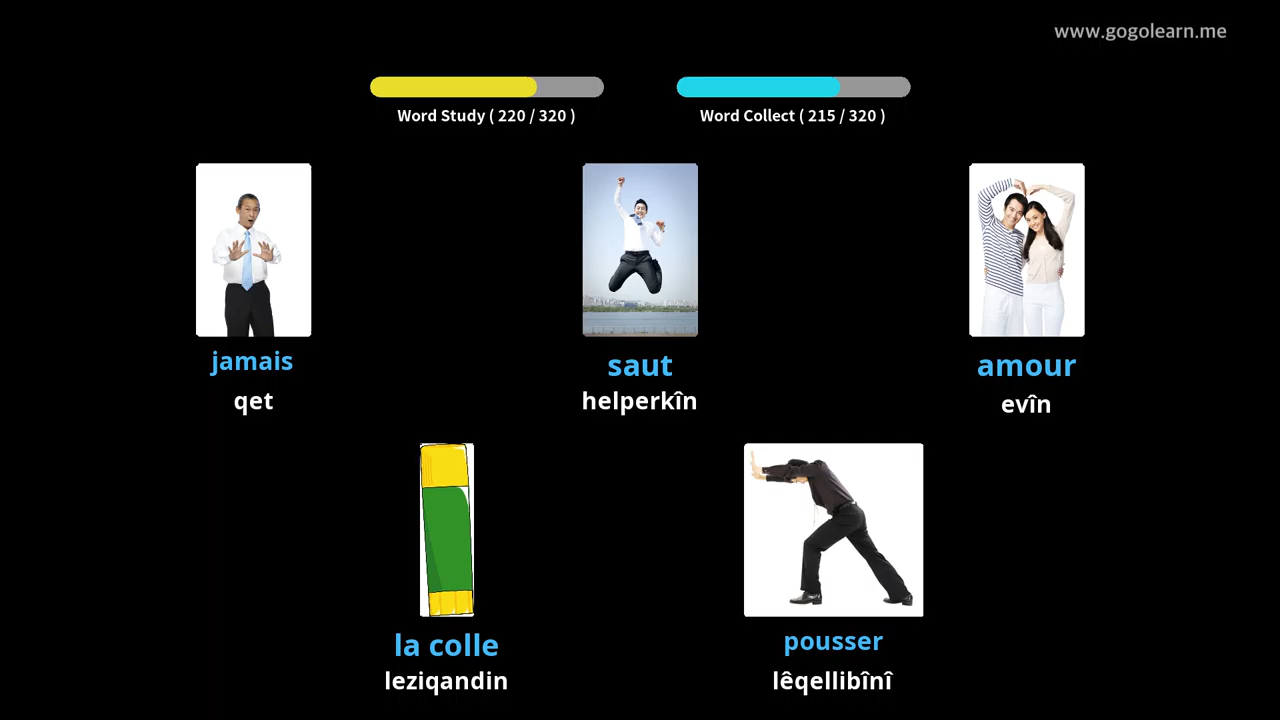 www.gogolearn.me
Word Study ( 220 / 320 )
Word Collect ( 215 / 320 )
jamais
qet
saut
helperkîn
amour
evîn
la colle
leziqandin
pousser
lêqellibînî